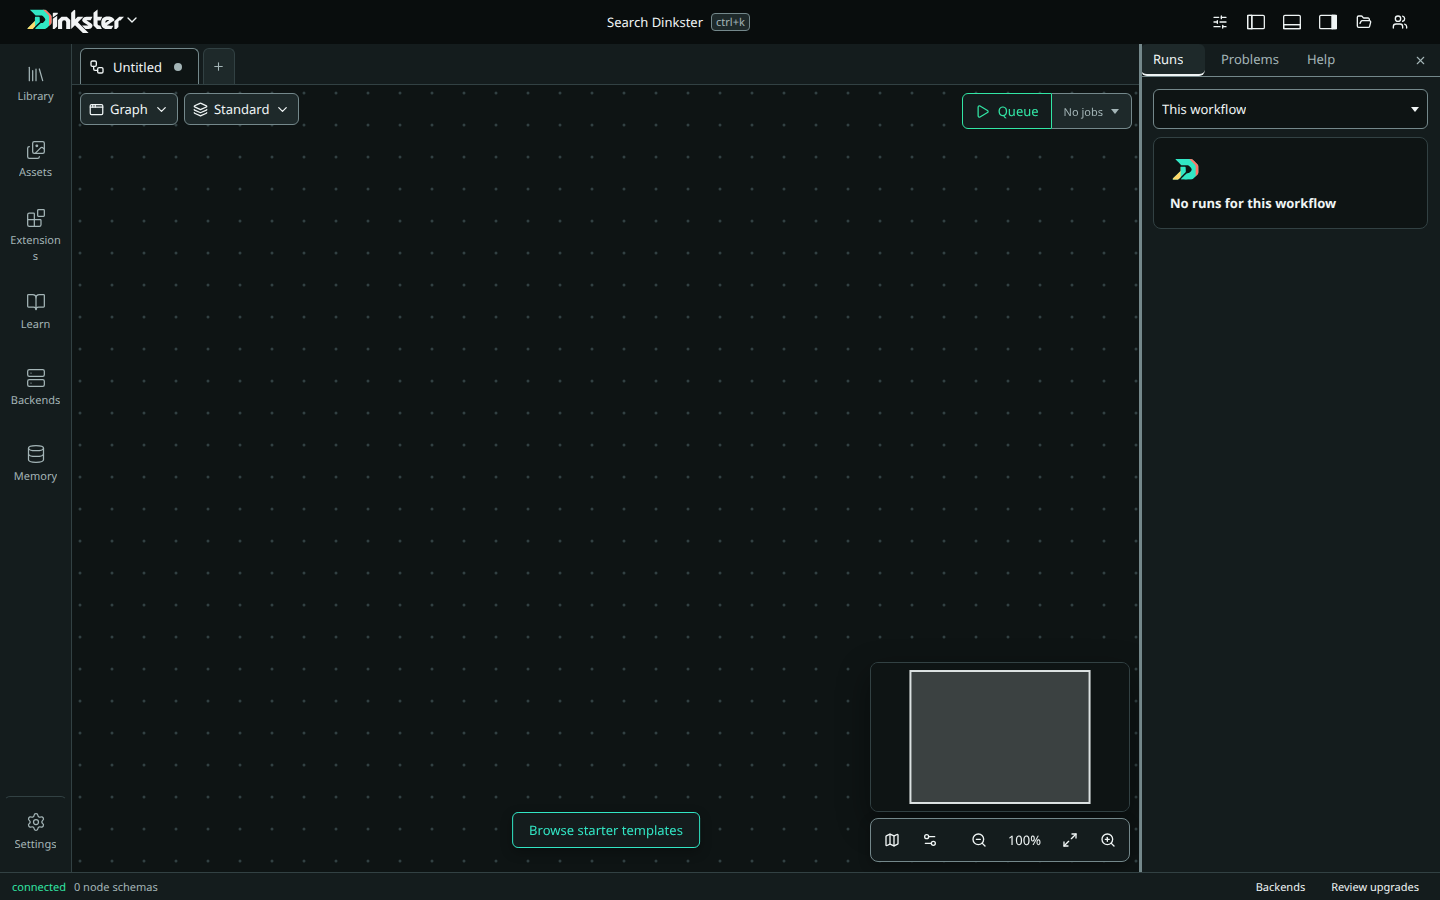 Dinkster
Search Dinkster ctrl+k
Library
Assets
Extension
s
Learn
Backends
Memory
Settings
Untitled
Graph
Standard
Queue
No jobs
Browse starter templates
100%
Runs
Problems
Help
This workflow
No runs for this workflow
connected
0 node schemas
Backends
Review upgrades